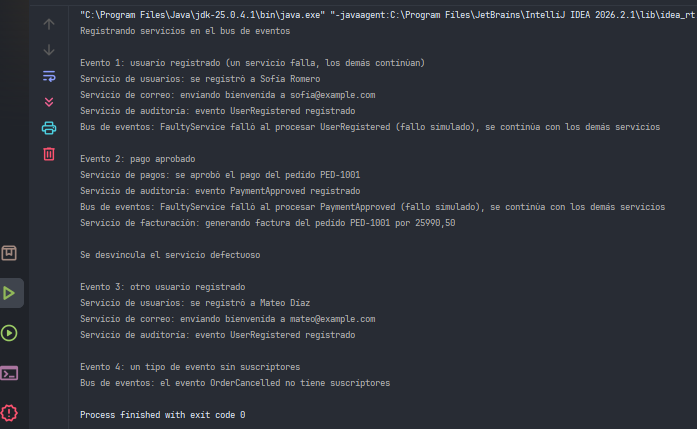 "C:\Program Files\Java\jdk-25.0.4.1\bin\java.exe" "-javaagent:C:\Program Files\JetBrains\IntelliJ IDEA 2026.2.1\lib\idea_rt
Registrando servicios en el bus de eventos
Evento 1: usuario registrado (un servicio falla, los demás continúan)
Servicio de usuarios: se registró a Sofía Romero
Servicio de correo: enviando bienvenida a sofia@example.com
Servicio de auditoría: evento UserRegistered registrado
Bus de eventos: FaultyService falló al procesar UserRegistered (fallo simulado), se continúa con los demás servicios
Evento 2: pago aprobado
Servicio de pagos: se aprobó el pago del pedido PED-1001
Servicio de auditoría: evento PaymentApproved registrado
Bus de eventos: FaultyService falló al procesar PaymentApproved (fallo simulado), se continúa con los demás servicios
Servicio de facturación: generando factura del pedido PED-1001 por 25990,50
Se desvincula el servicio defectuoso
Evento 3: otro usuario registrado
Servicio de usuarios: se registró a Mateo Díaz
Servicio de correo: enviando bienvenida a mateo@example.com
Servicio de auditoría: evento UserRegistered registrado
Evento 4: un tipo de evento sin suscriptores
Bus de eventos: el evento OrderCancelled no tiene suscriptores
Process finished with exit code 0